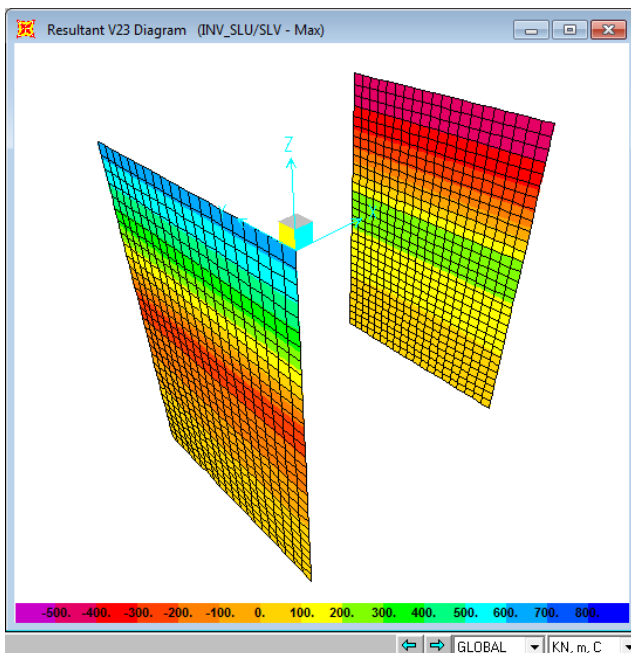 Resultant V23 Diagram (INV_SLU/SLV - Max)
Z
-500. -400. -300. -200. -100. 0. 100. 200. 300. 400. 500. 600. 700. 800.
GLOBAL KN, m, C